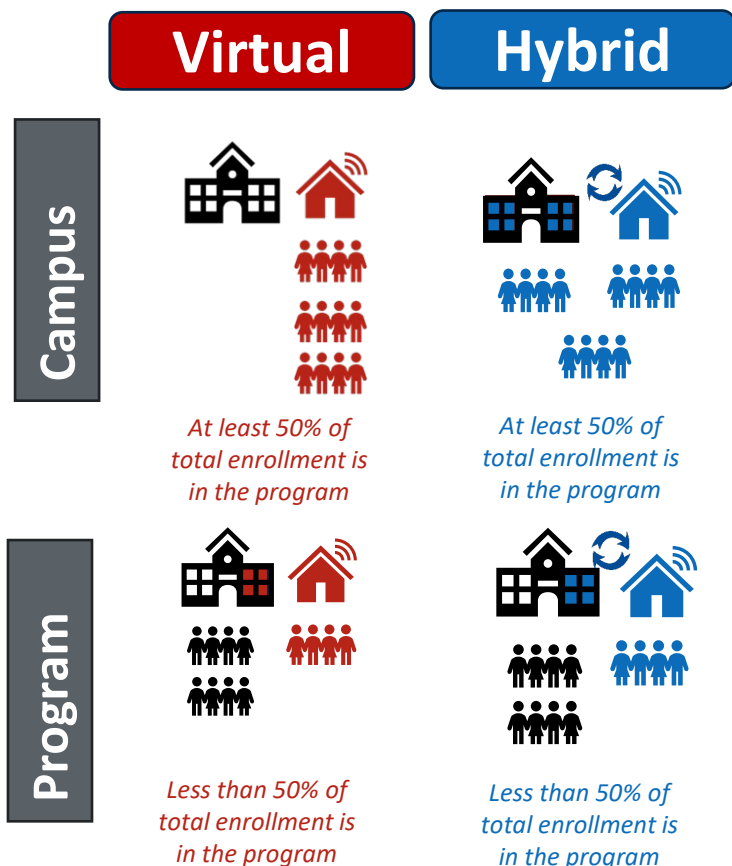 Virtual
Hybrid
Campus
At least 50% of
total enrollment is
in the program
At least 50% of
total enrollment is
in the program
Program
Less than 50% of
total enrollment is
in the program
Less than 50% of
total enrollment is
in the program